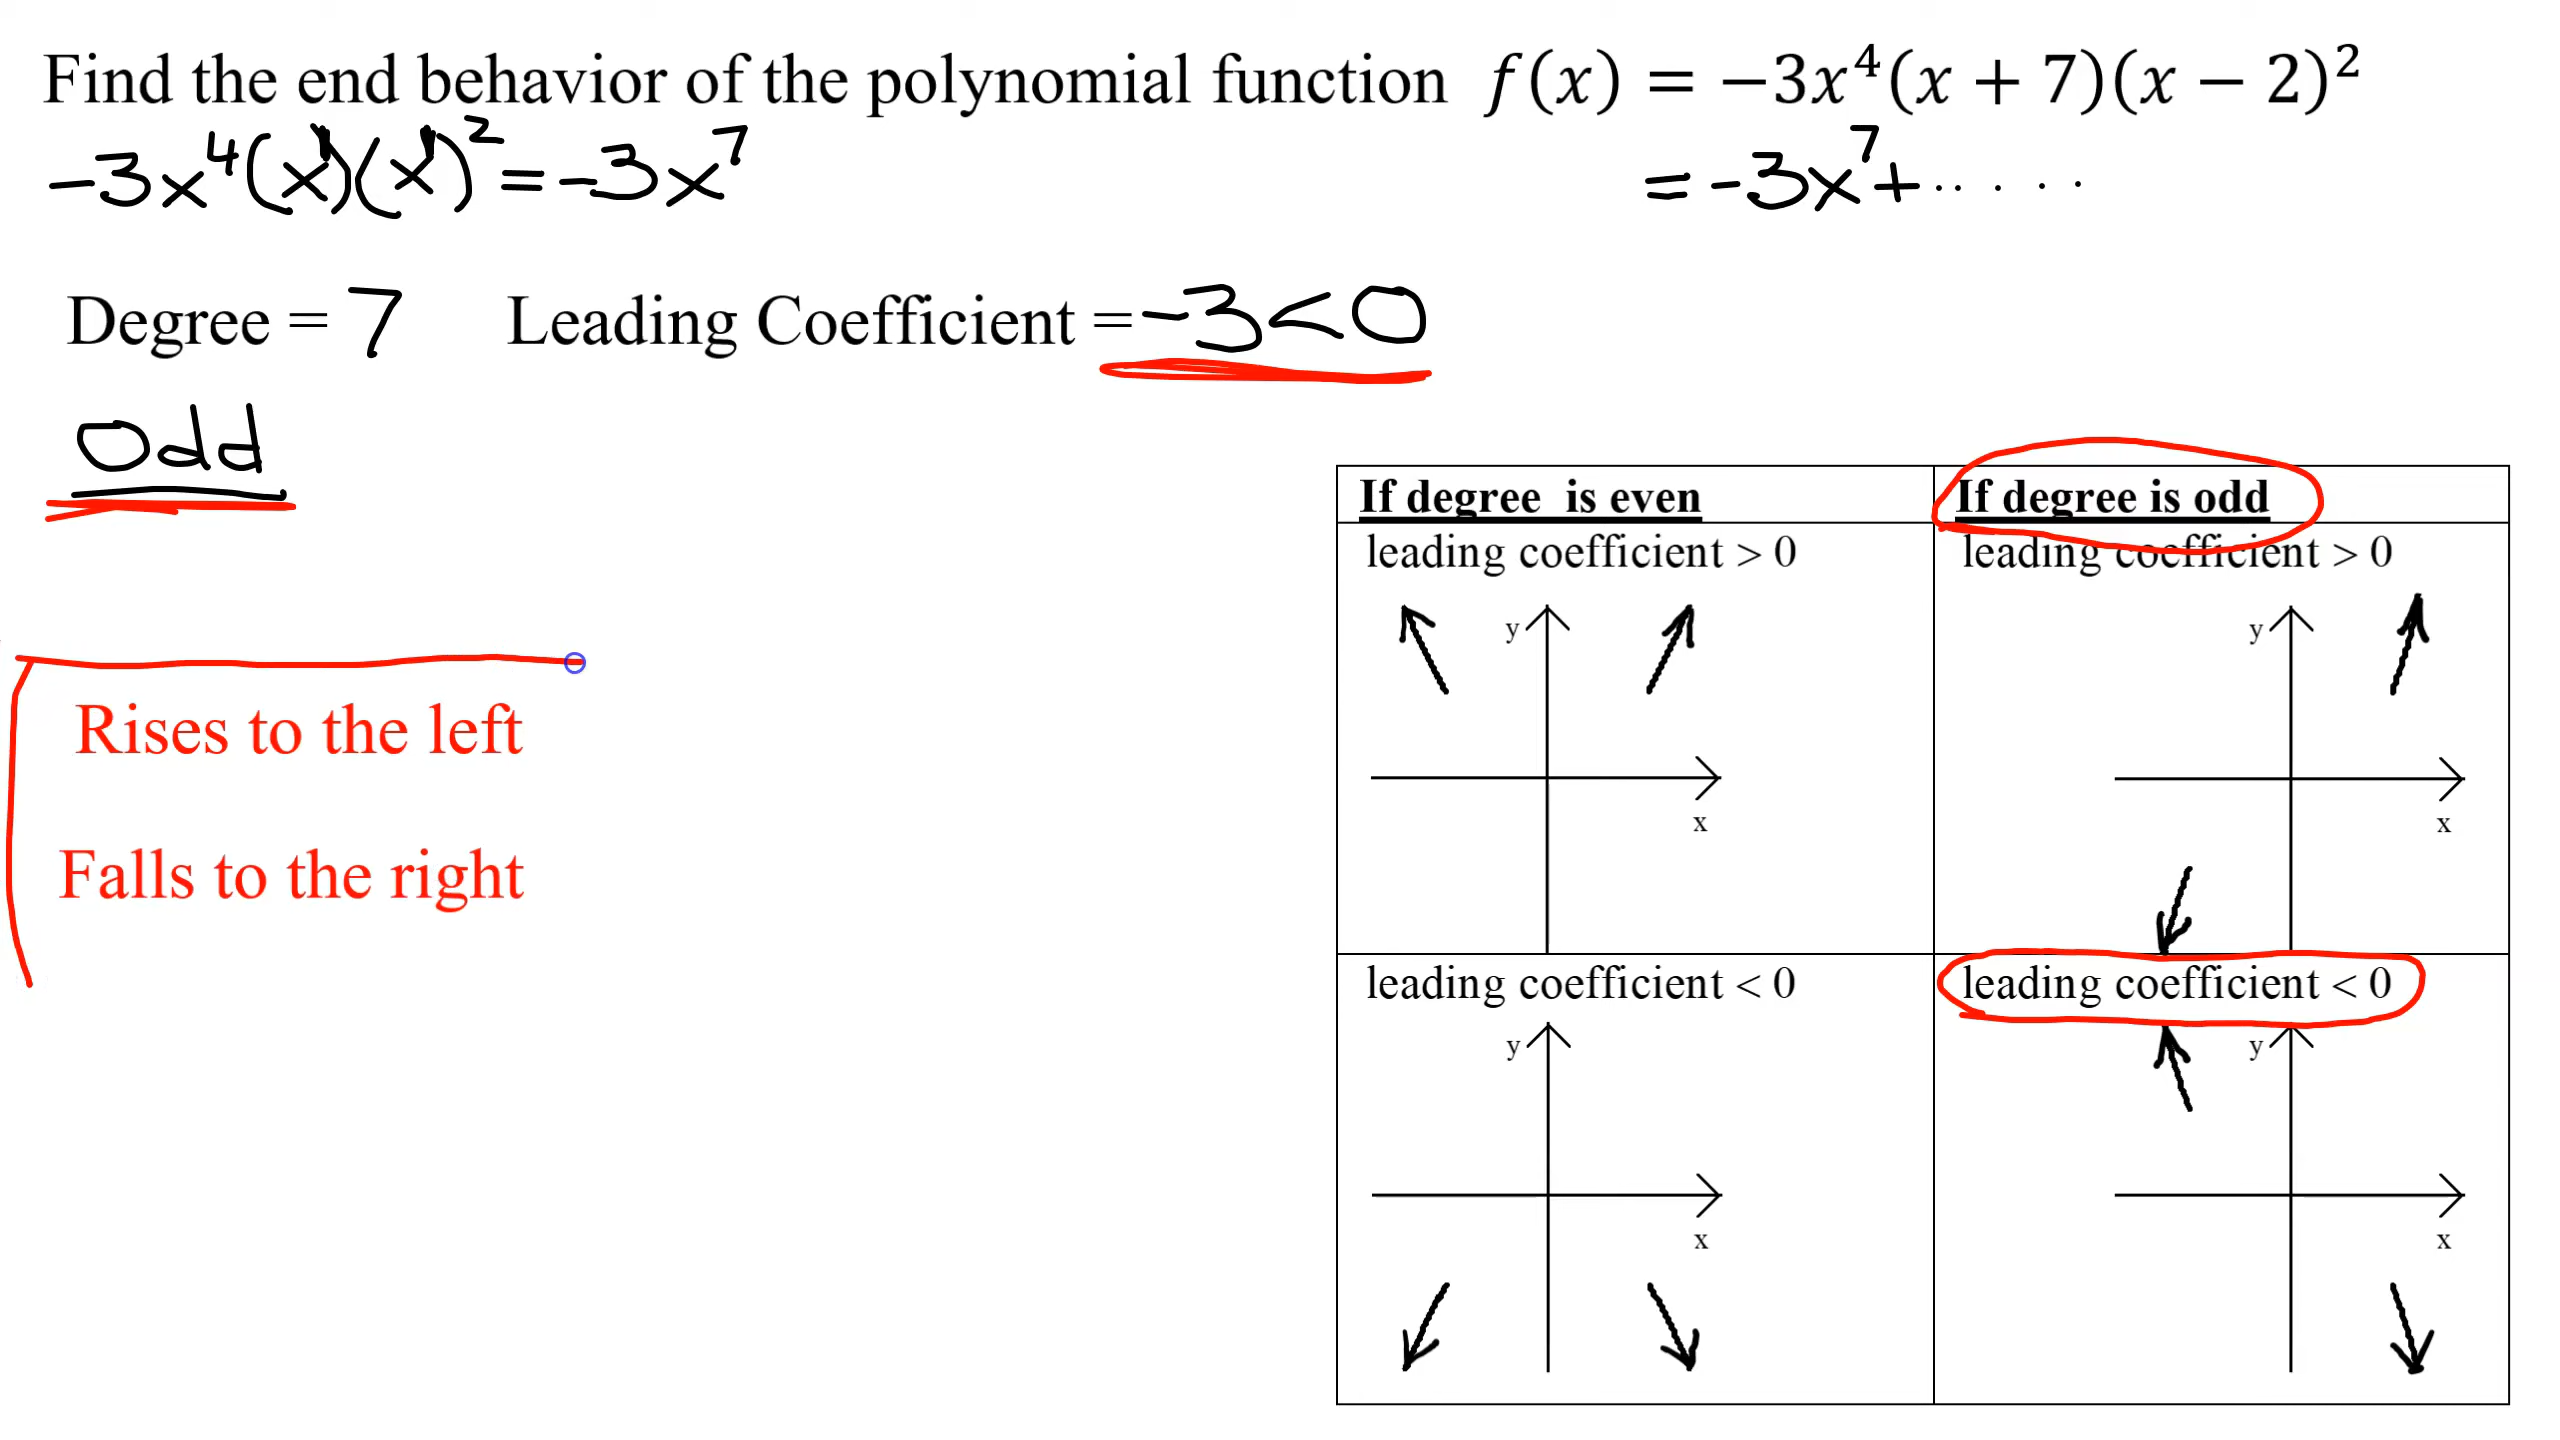 Find the end behavior of the polynomial function f(x) = −3x⁴(x + 7)(x − 2)²
-3x⁴(x¹)(x¹)² = -3x⁷
= -3x⁷+ ......
Degree = 7 Leading Coefficient = -3<0
Odd
If degree is even If degree is odd
leading coefficient > 0 leading coefficient > 0
y y
x x
Rises to the left
Falls to the right
leading coefficient < 0 leading coefficient < 0
y y
x x